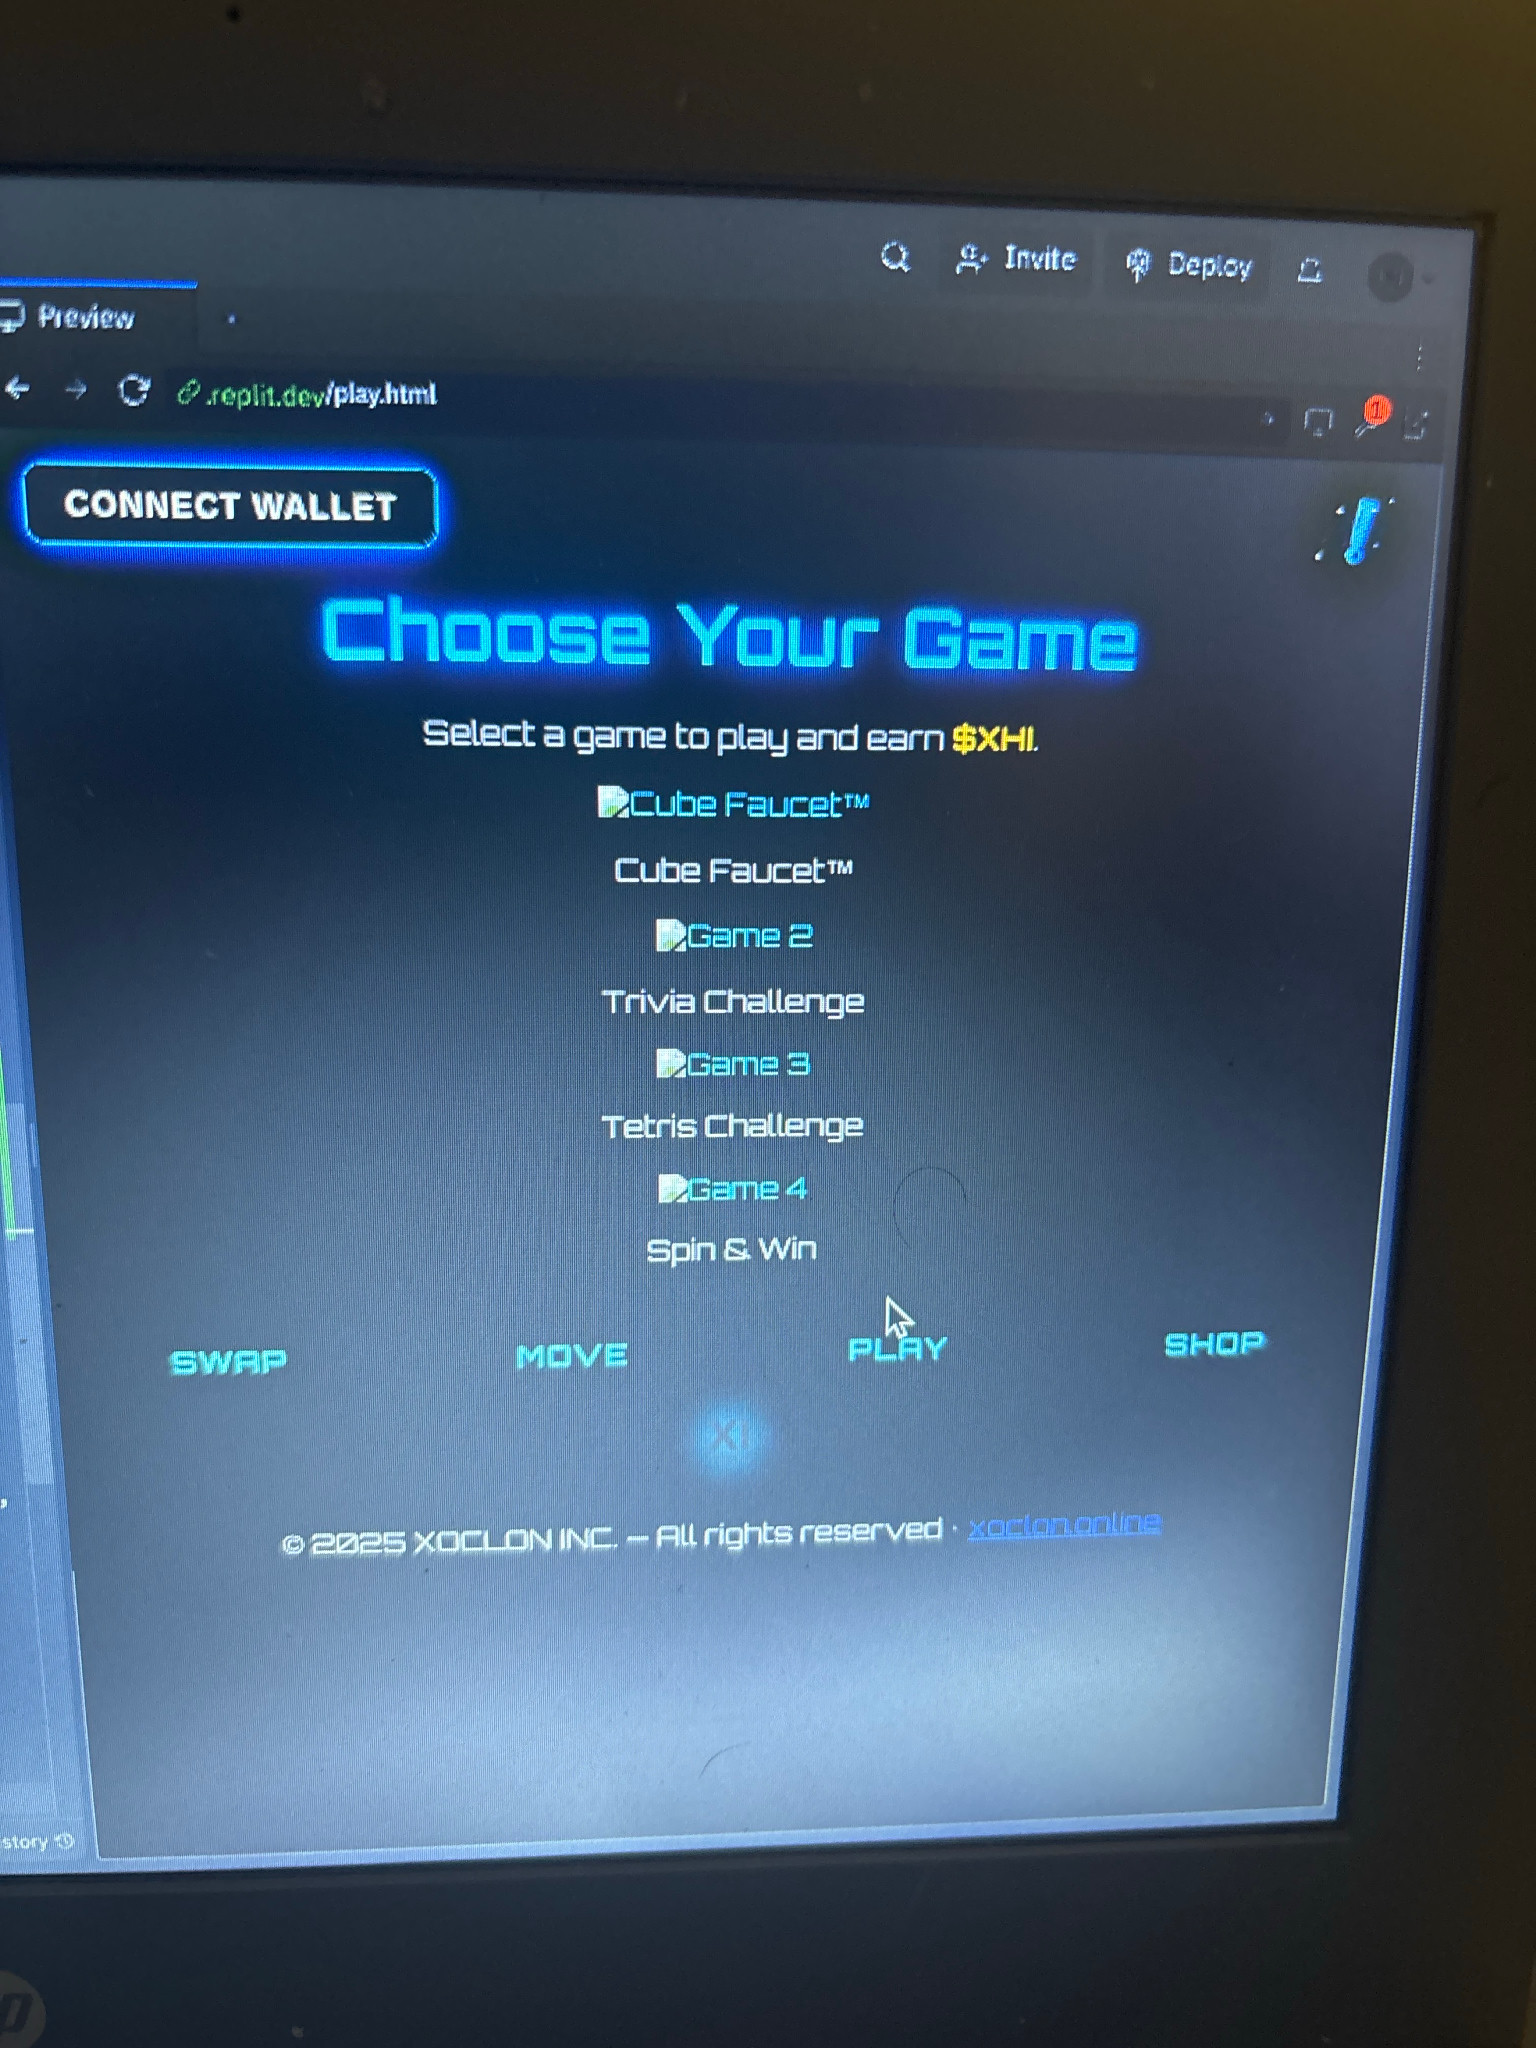 Invite Deploy
Preview
.replit.dev/play.html
1
CONNECT WALLET
Choose Your Game
Select a game to play and earn $XHI.
Cube Faucet™
Cube Faucet™
Game 2
Trivia Challenge
Game 3
Tetris Challenge
Game 4
Spin & Win
SWAP MOVE PLAY SHOP
© 2025 XOCLON INC. — All rights reserved · xoclon.online
story